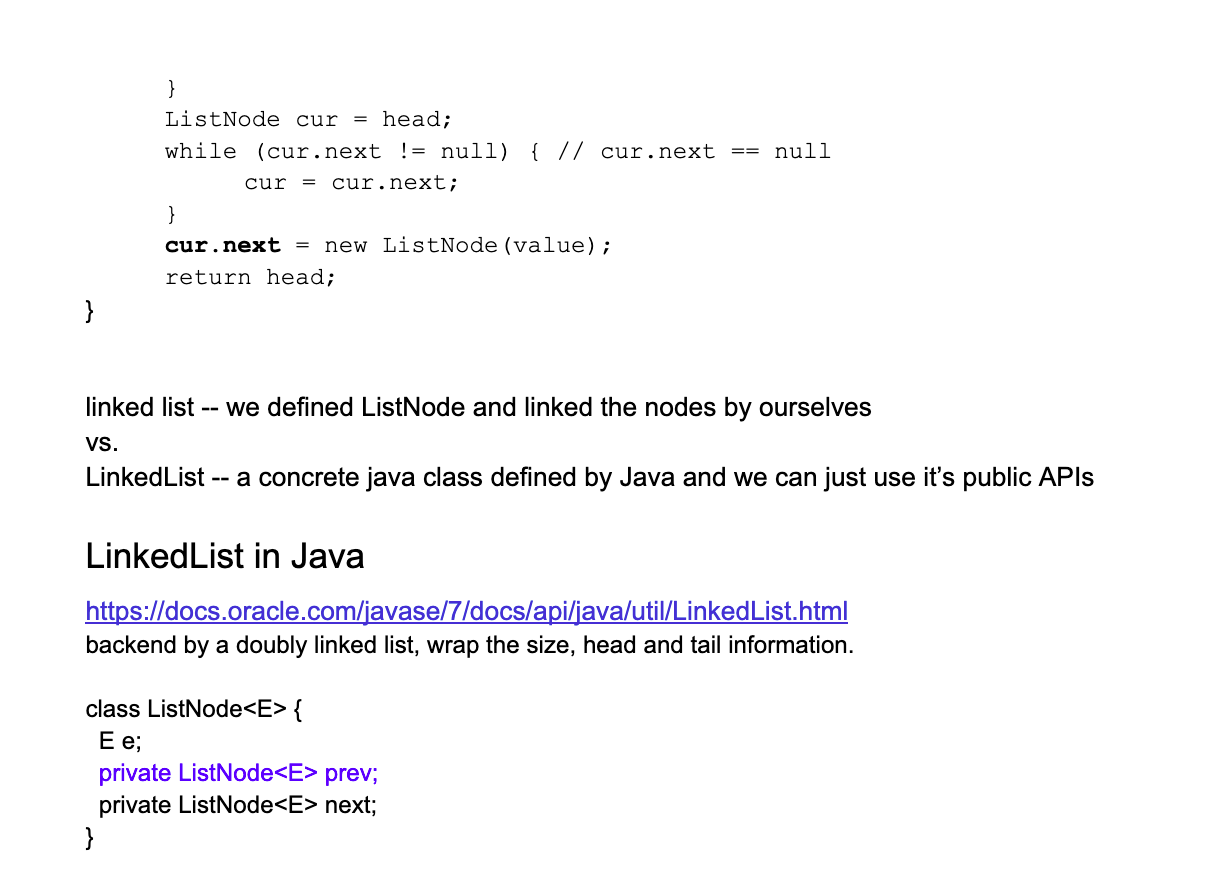 }
ListNode cur = head;
while (cur.next != null) { // cur.next == null
cur = cur.next;
}
cur.next = new ListNode(value);
return head;
}
linked list -- we defined ListNode and linked the nodes by ourselves
vs.
LinkedList -- a concrete java class defined by Java and we can just use it’s public APIs
LinkedList in Java
https://docs.oracle.com/javase/7/docs/api/java/util/LinkedList.html
backend by a doubly linked list, wrap the size, head and tail information.
class ListNode<E> {
E e;
private ListNode<E> prev;
private ListNode<E> next;
}